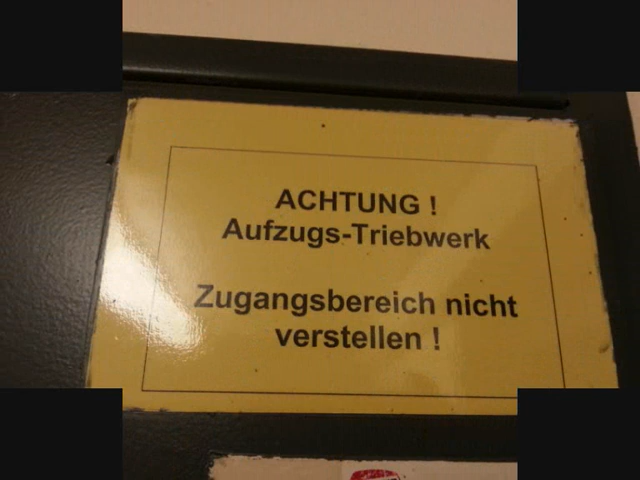 ACHTUNG !
Aufzugs-Triebwerk
Zugangsbereich nicht
verstellen !